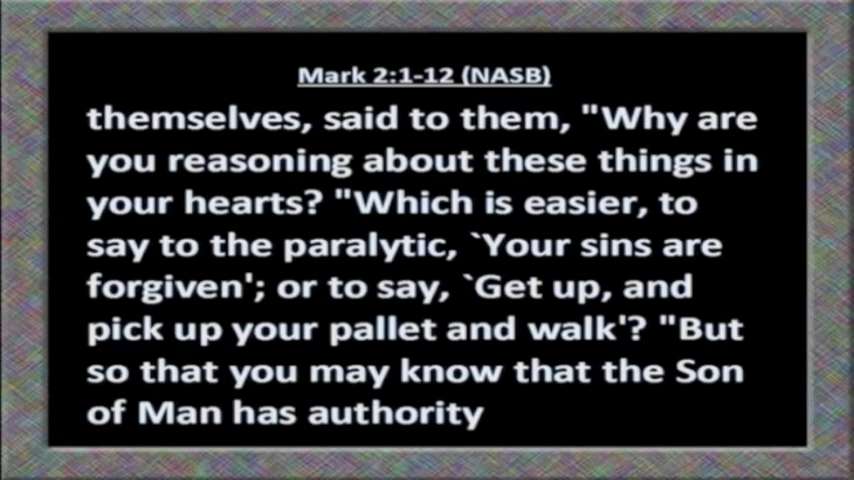 Mark 2:1-12 (NASB)
themselves, said to them, "Why are
you reasoning about these things in
your hearts? "Which is easier, to
say to the paralytic, `Your sins are
forgiven'; or to say, `Get up, and
pick up your pallet and walk'? "But
so that you may know that the Son
of Man has authority